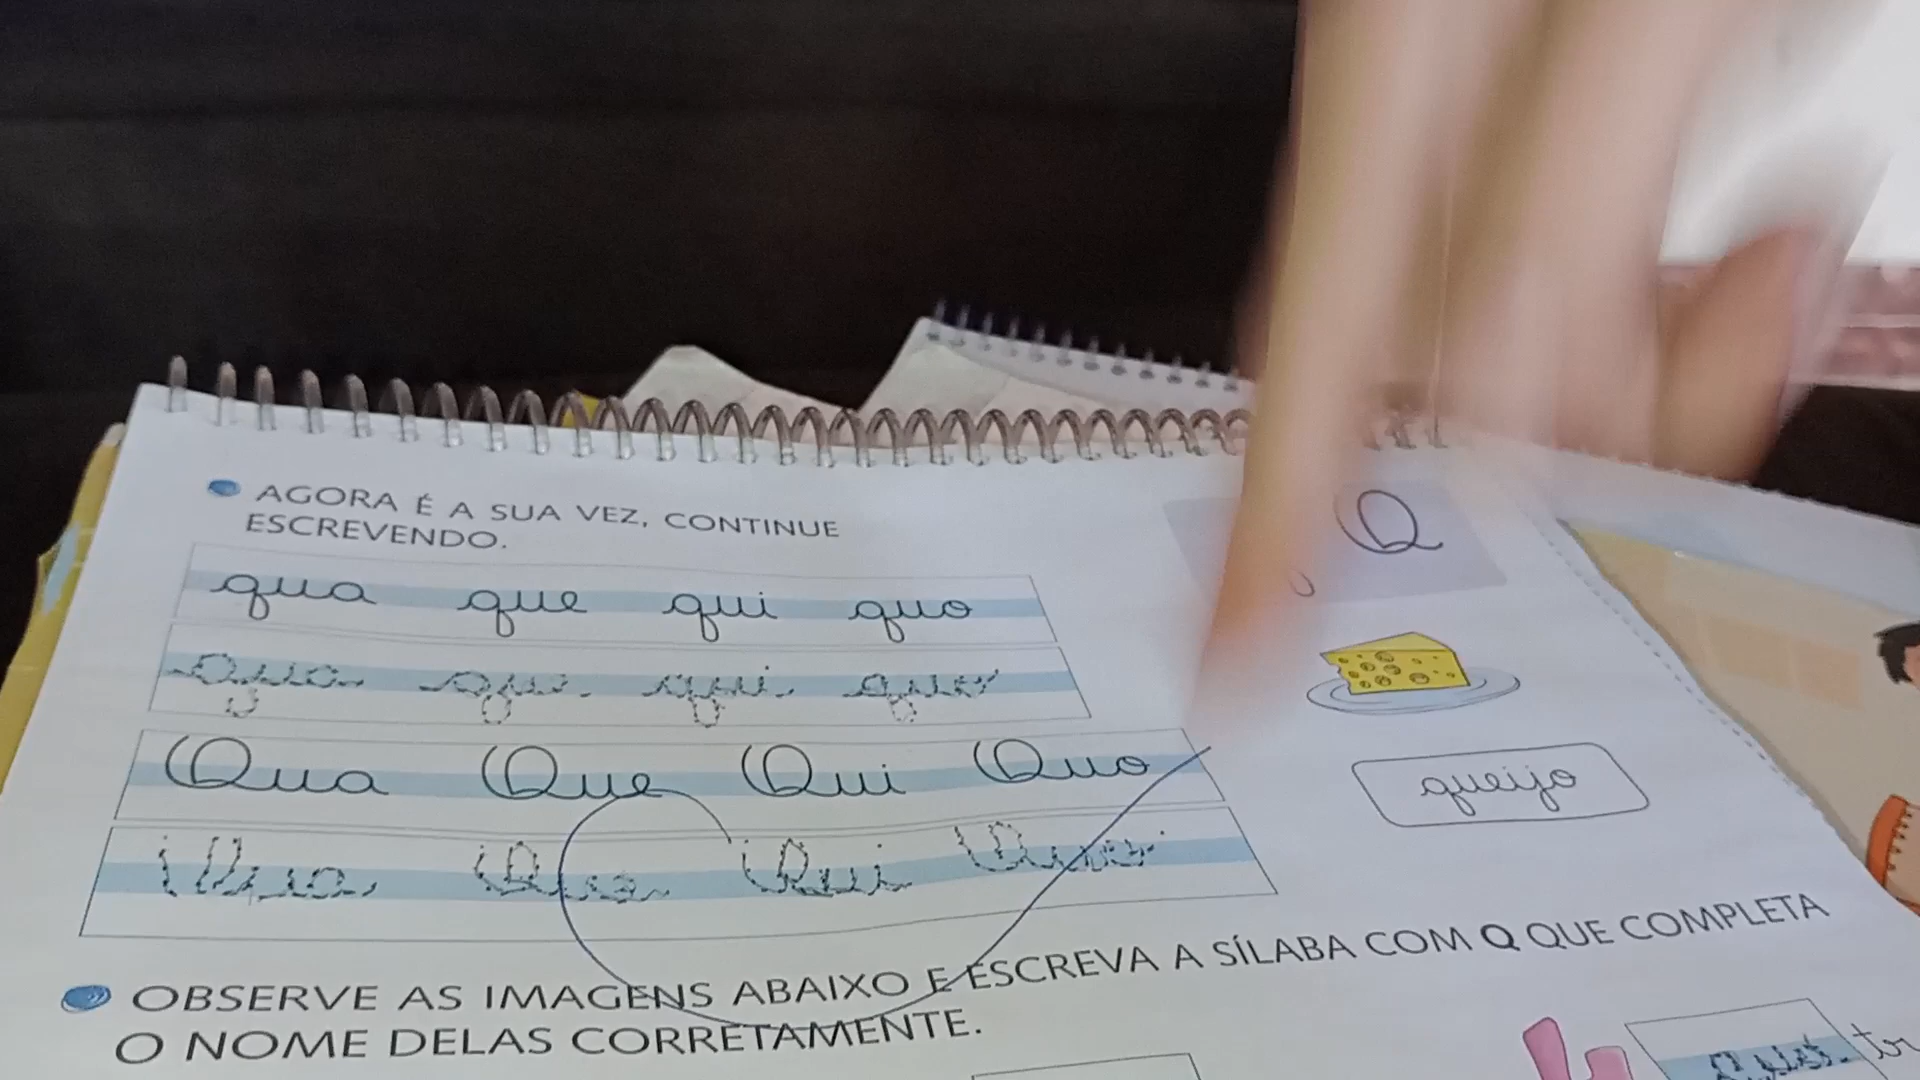 AGORA É A SUA VEZ, CONTINUE
ESCREVENDO.
qua que qui quo
Qua Que Qui Quo
Q
queijo
OBSERVE AS IMAGENS ABAIXO E ESCREVA A SÍLABA COM Q QUE COMPLETA
O NOME DELAS CORRETAMENTE.